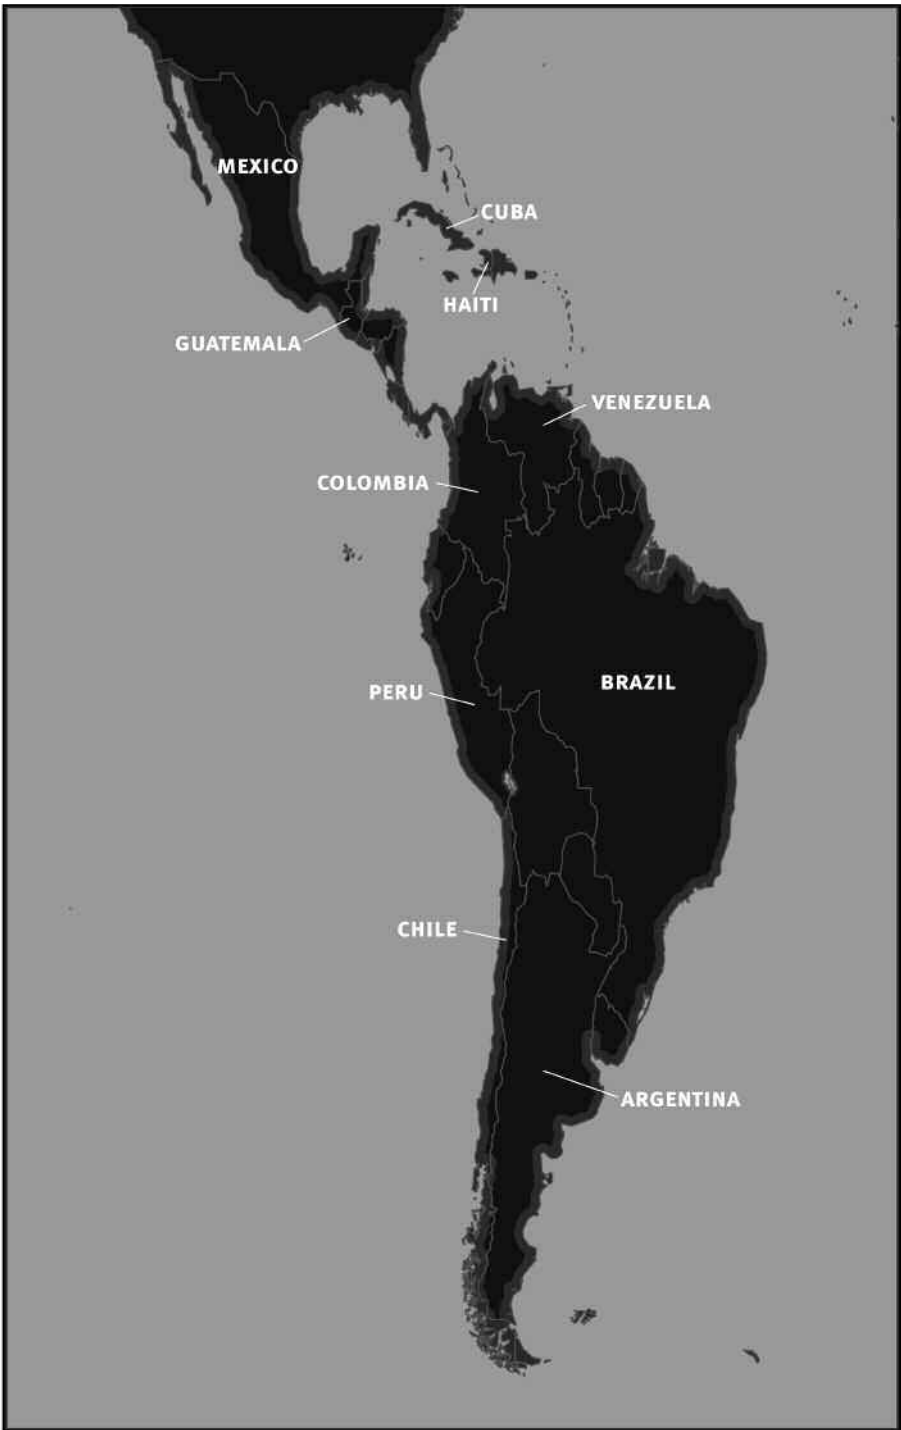 MEXICO
CUBA
HAITI
GUATEMALA
VENEZUELA
COLOMBIA
BRAZIL
PERU
CHILE
ARGENTINA